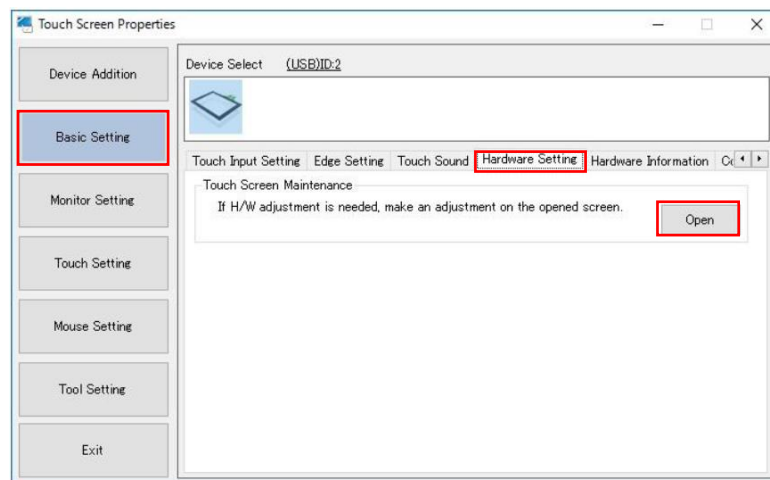 Touch Screen Properties
Device Addition
Basic Setting
Monitor Setting
Touch Setting
Mouse Setting
Tool Setting
Exit
Device Select (USB)ID:2
Touch Input Setting Edge Setting Touch Sound Hardware Setting Hardware Information
Touch Screen Maintenance
If H/W adjustment is needed, make an adjustment on the opened screen.
Open